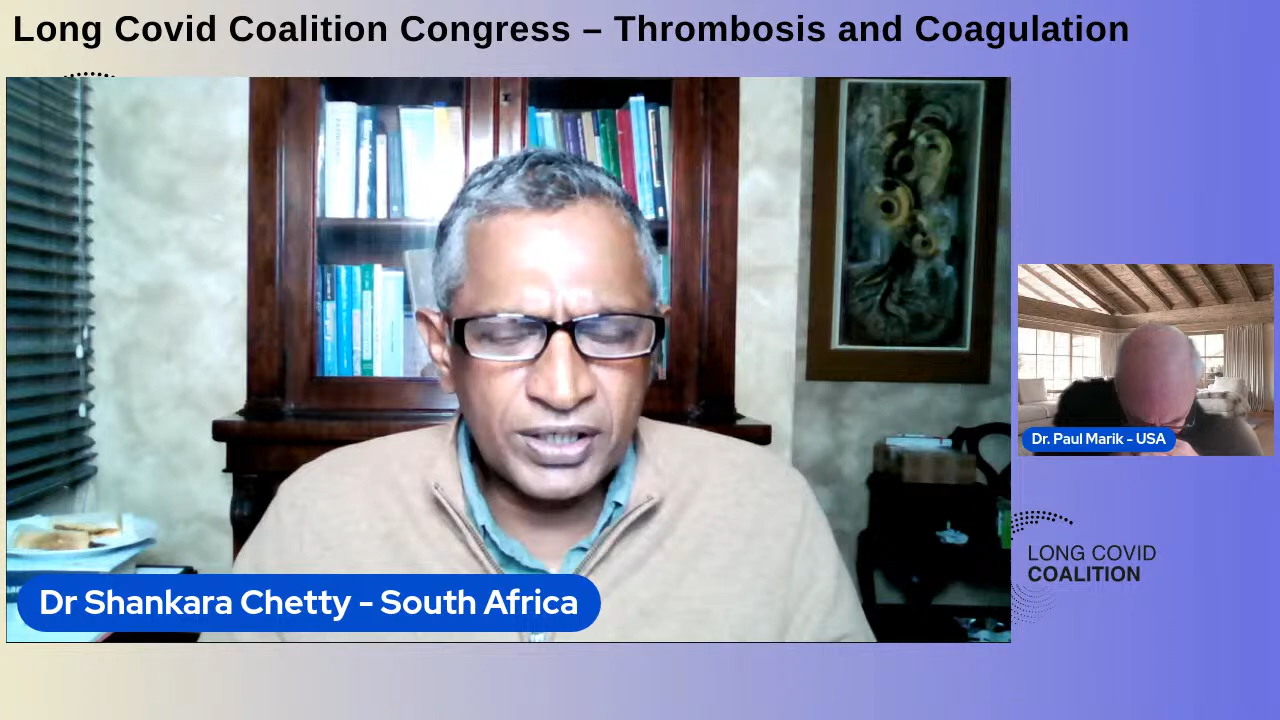 Long Covid Coalition Congress – Thrombosis and Coagulation
Dr. Paul Marik - USA
LONG COVID
COALITION
Dr Shankara Chetty - South Africa